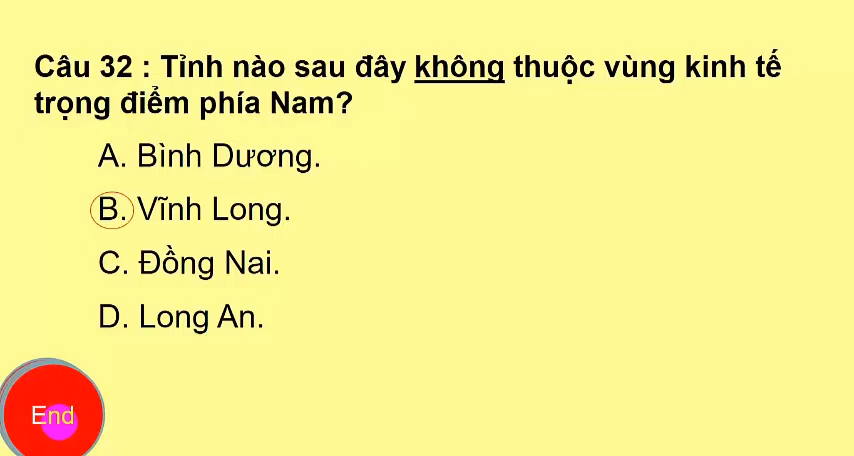 Câu 32 : Tỉnh nào sau đây không thuộc vùng kinh tế
trọng điểm phía Nam?
A. Bình Dương.
B. Vĩnh Long.
C. Đồng Nai.
D. Long An.
End